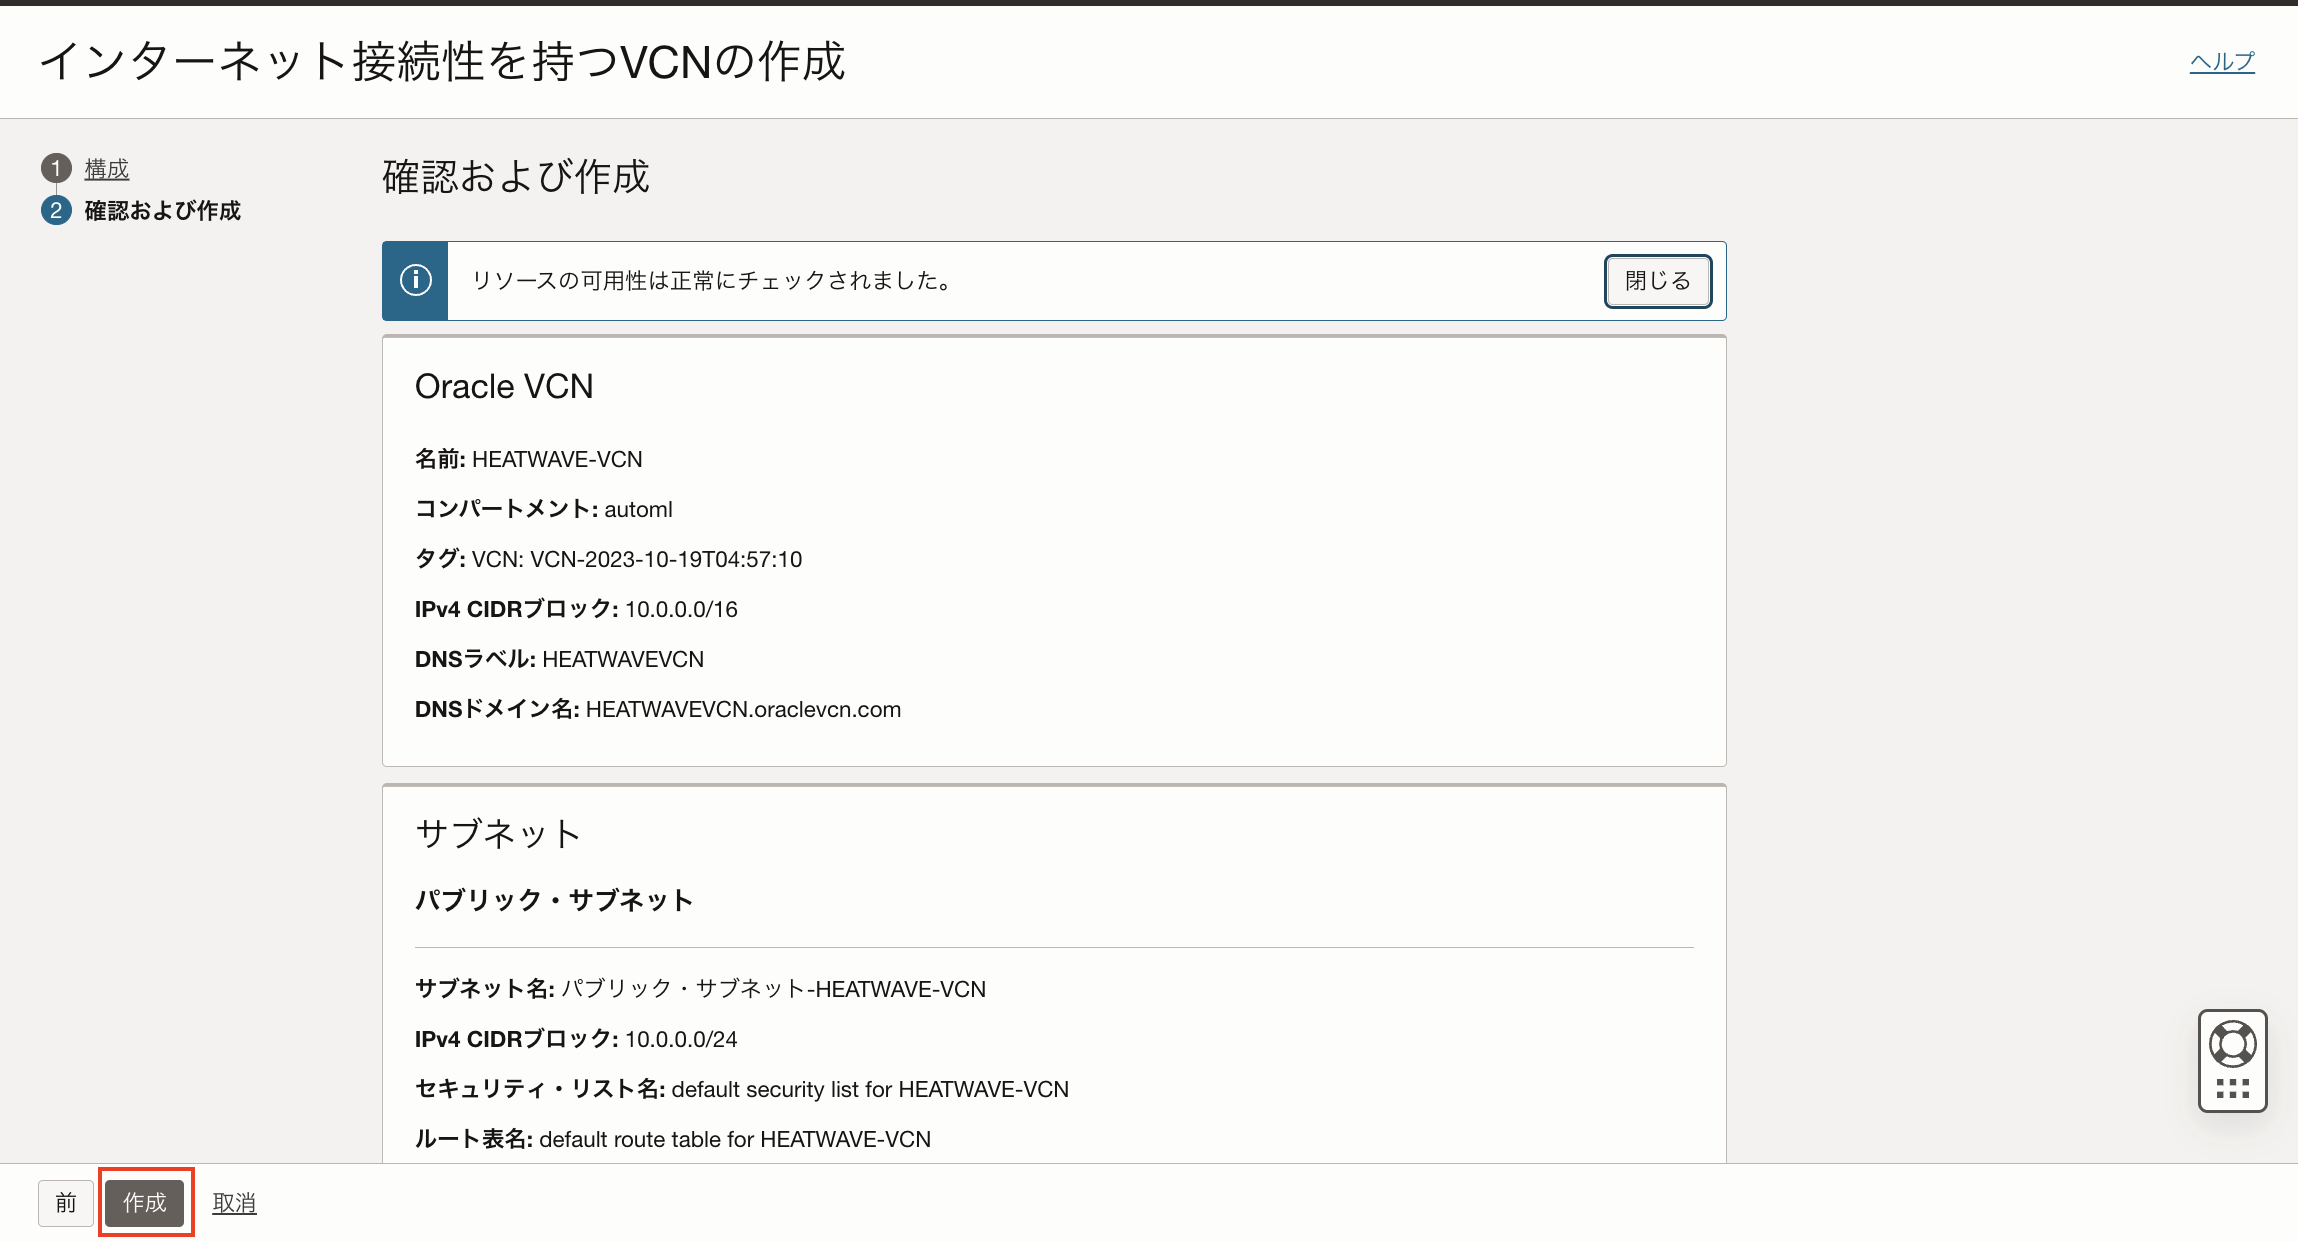 インターネット接続性を持つVCNの作成
ヘルプ
1 構成
2 確認および作成
確認および作成
リソースの可用性は正常にチェックされました。
閉じる
Oracle VCN
名前: HEATWAVE-VCN
コンパートメント: automl
タグ: VCN: VCN-2023-10-19T04:57:10
IPv4 CIDRブロック: 10.0.0.0/16
DNSラベル: HEATWAVEVCN
DNSドメイン名: HEATWAVEVCN.oraclevcn.com
サブネット
パブリック・サブネット
サブネット名: パブリック・サブネット-HEATWAVE-VCN
IPv4 CIDRブロック: 10.0.0.0/24
セキュリティ・リスト名: default security list for HEATWAVE-VCN
ルート表名: default route table for HEATWAVE-VCN
前 作成 取消